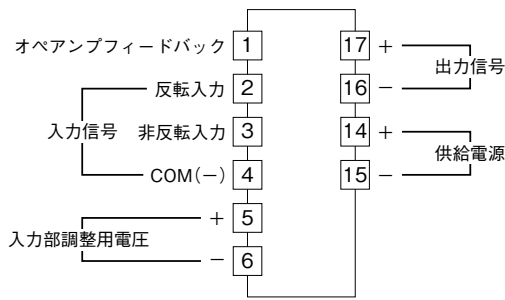 オペアンプフィードバック 1
反転入力 2
入力信号
非反転入力 3
COM(−) 4
+ 5
入力部調整用電圧
− 6
17 +
出力信号
16 −
14 +
供給電源
15 −